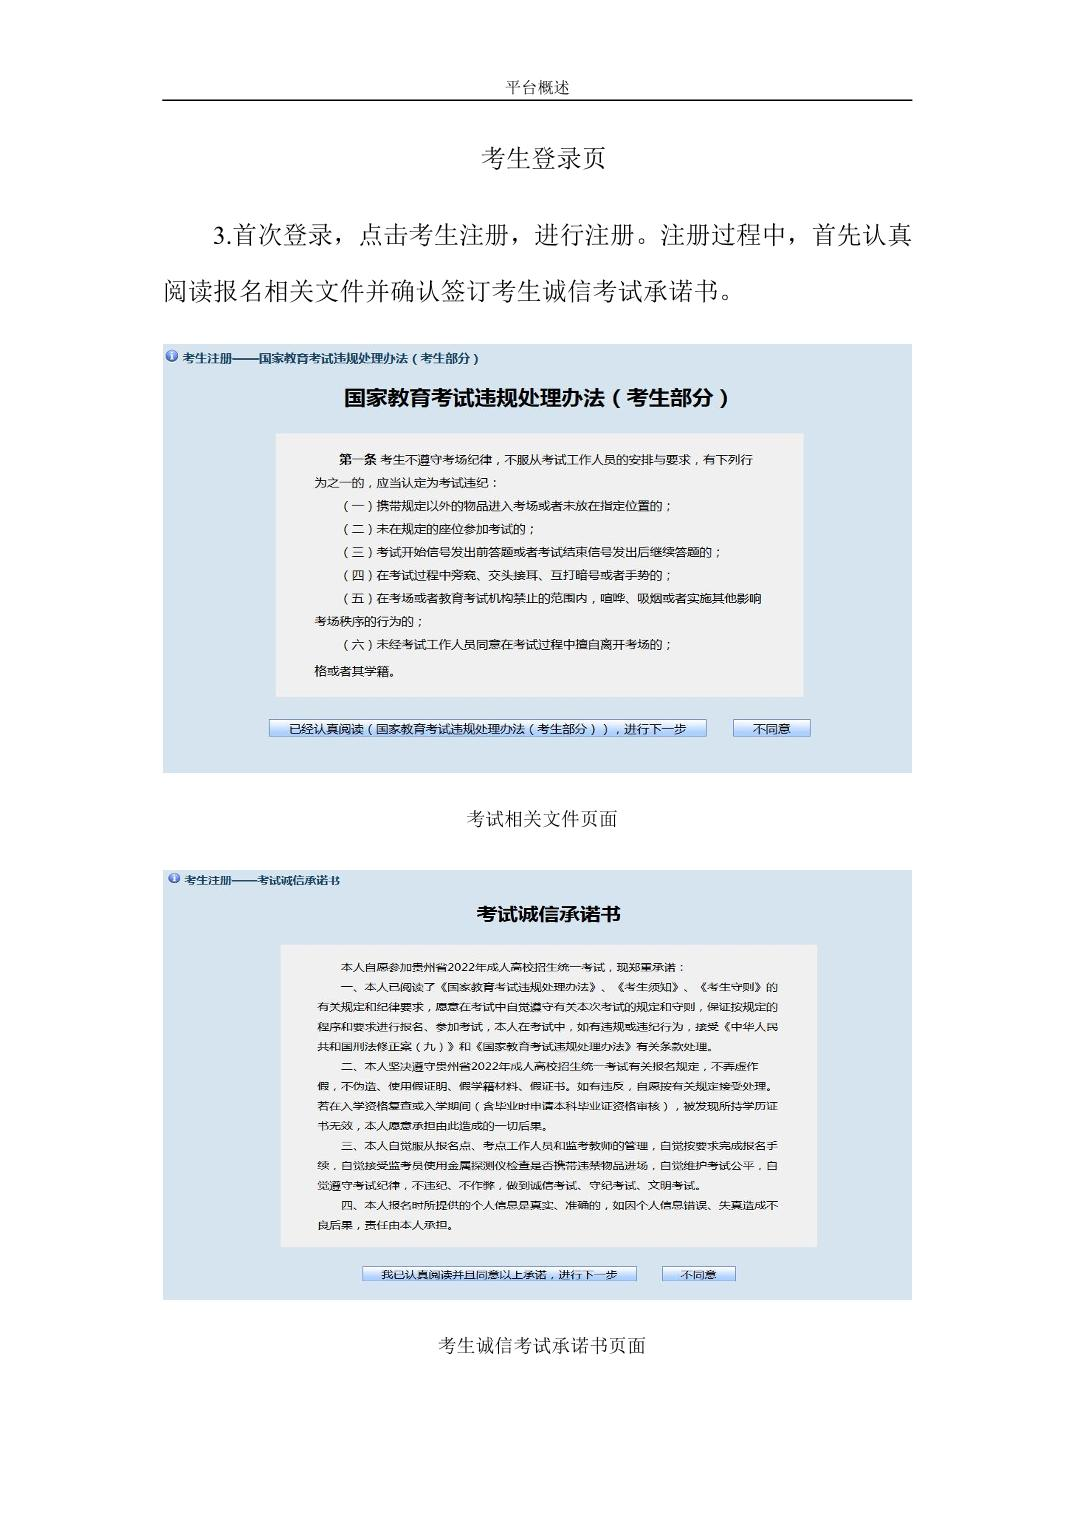 平台概述
考生登录页
3.首次登录，点击考生注册，进行注册。注册过程中，首先认真
阅读报名相关文件并确认签订考生诚信考试承诺书。
考生注册——国家教育考试违规处理办法（考生部分）
国家教育考试违规处理办法（考生部分）
第一条 考生不遵守考场纪律，不服从考试工作人员的安排与要求，有下列行
为之一的，应当认定为考试违纪：
（一）携带规定以外的物品进入考场或者未放在指定位置的；
（二）未在规定的座位参加考试的；
（三）考试开始信号发出前答题或者考试结束信号发出后继续答题的；
（四）在考试过程中旁窥、交头接耳、互打暗号或者手势的；
（五）在考场或者教育考试机构禁止的范围内，喧哗、吸烟或者实施其他影响
考场秩序的行为的；
（六）未经考试工作人员同意在考试过程中擅自离开考场的；
格或者其学籍。
已经认真阅读（国家教育考试违规处理办法（考生部分）），进行下一步 不同意
考试相关文件页面
考生注册——考试诚信承诺书
考试诚信承诺书
本人自愿参加贵州省2022年成人高校招生统一考试，现郑重承诺：
一、本人已阅读了《国家教育考试违规处理办法》、《考生须知》、《考生守则》的
有关规定和纪律要求，愿意在考试中自觉遵守有关本次考试的规定和守则，保证按规定的
程序和要求进行报名、参加考试，本人在考试中，如有违规或违纪行为，接受《中华人民
共和国刑法修正案（九）》和《国家教育考试违规处理办法》有关条款处理。
二、本人坚决遵守贵州省2022年成人高校招生统一考试有关报名规定，不弄虚作
假，不伪造、使用假证明、假学籍材料、假证书。如有违反，自愿按有关规定接受处理。
若在入学资格复查或入学期间（含毕业时申请本科毕业证资格审核），被发现所持学历证
书无效，本人愿意承担由此造成的一切后果。
三、本人自觉服从报名点、考点工作人员和监考教师的管理，自觉按要求完成报名手
续，自觉接受监考员使用金属探测仪检查是否携带违禁物品进场，自觉维护考试公平，自
觉遵守考试纪律，不违纪、不作弊，做到诚信考试、守纪考试、文明考试。
四、本人报名时所提供的个人信息是真实、准确的，如因个人信息错误、失真造成不
良后果，责任由本人承担。
我已认真阅读并且同意以上承诺，进行下一步 不同意
考生诚信考试承诺书页面